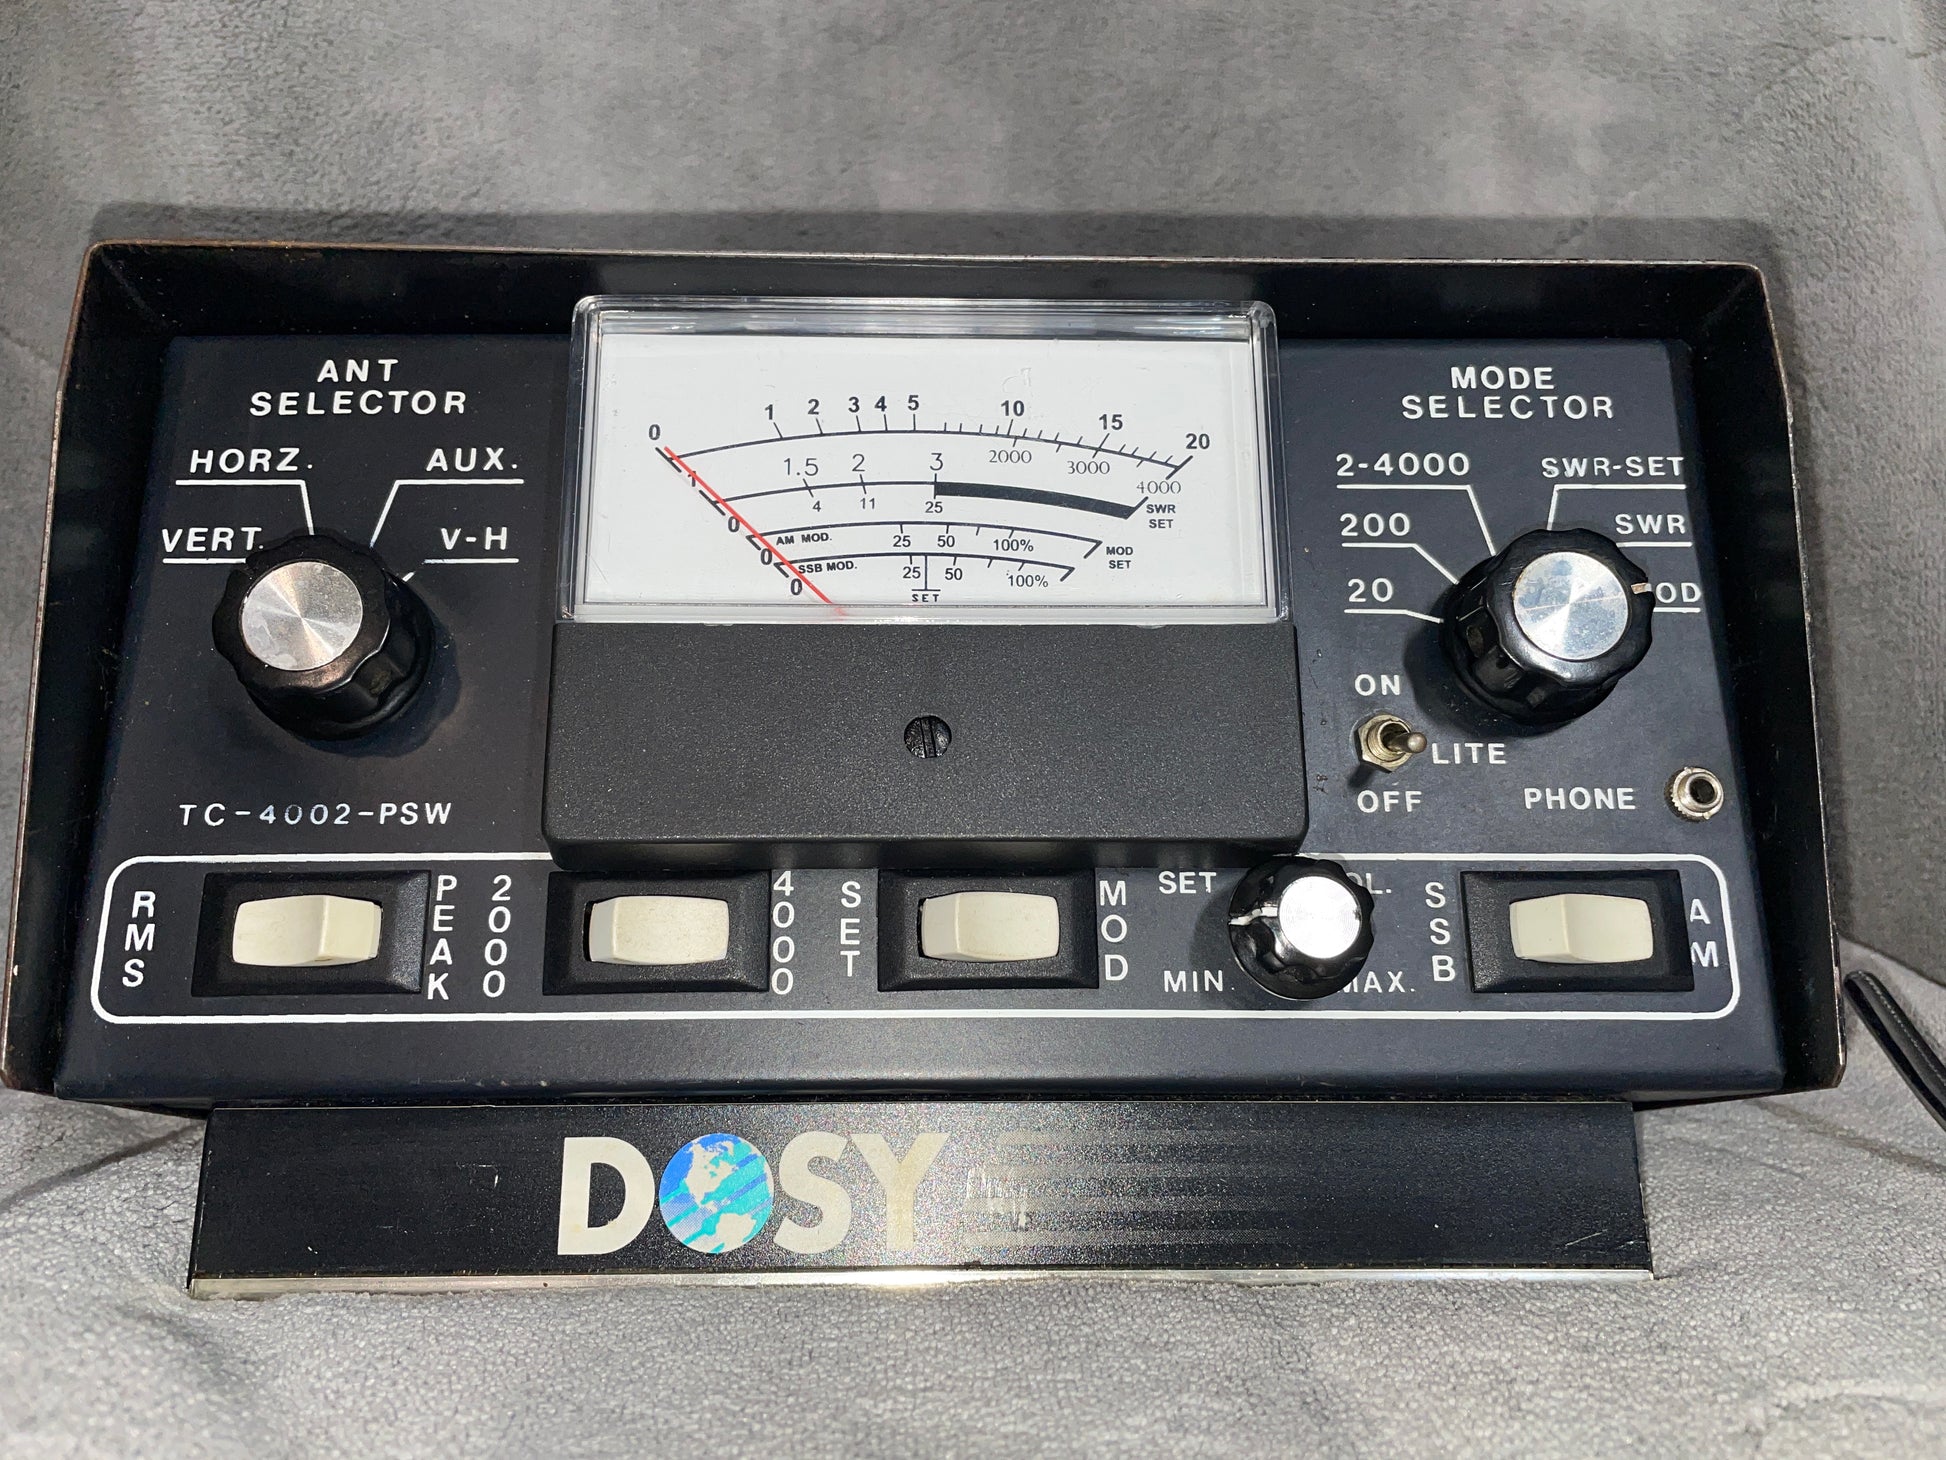 ANT
SELECTOR
HORZ.
AUX.
VERT.
V-H
TC-4002-PSW
0 1 2 3 4 5 10 15 20
2000 3000 4000
1 1.5 2 3
SWR
SET
0 4 11 25
0 AM MOD. 25 50 100%
MOD
SET
0 SSB MOD. 25 50 100%
SET
MODE
SELECTOR
2-4000
SWR-SET
200
SWR
20
OD
ON
LITE
OFF
PHONE
RMS
PEAK
2000
4000
SET
MOD
SET
OL.
MIN.
MAX.
SSB
AM
DOSY